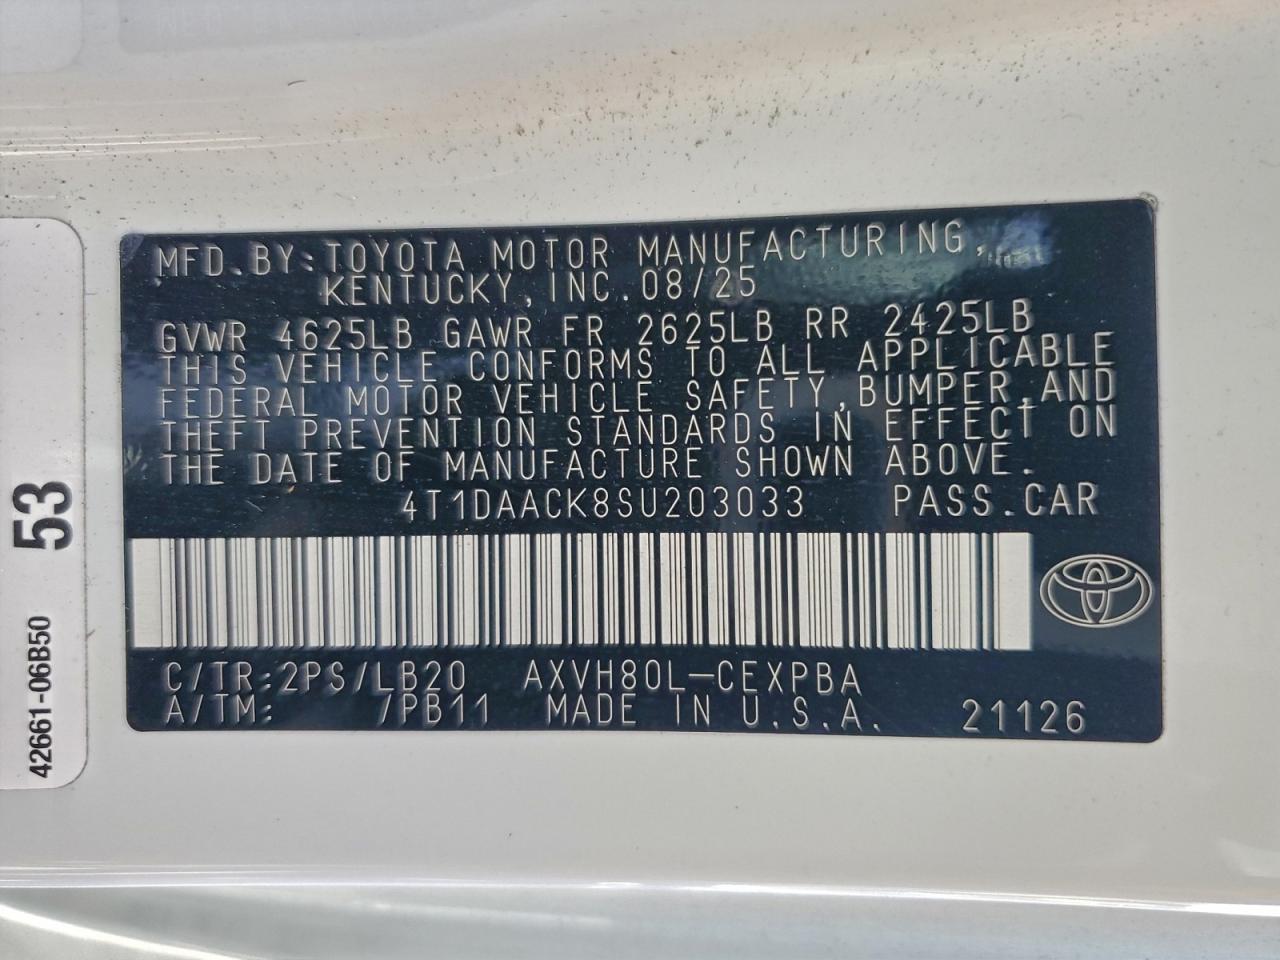 MFD.BY:TOYOTA MOTOR MANUFACTURING,
KENTUCKY,INC.08/25
GVWR 4625LB GAWR FR 2625LB RR 2425LB
THIS VEHICLE CONFORMS TO ALL APPLICABLE
FEDERAL MOTOR VEHICLE SAFETY,BUMPER,AND
THEFT PREVENTION STANDARDS IN EFFECT ON
THE DATE OF MANUFACTURE SHOWN ABOVE.
4T1DAACK8SU203033 PASS.CAR
C/TR:2PS/LB20 AXVH80L-CEXPBA
A/TM: /PB11 MADE IN U.S.A. 21126
53
42661-06B50